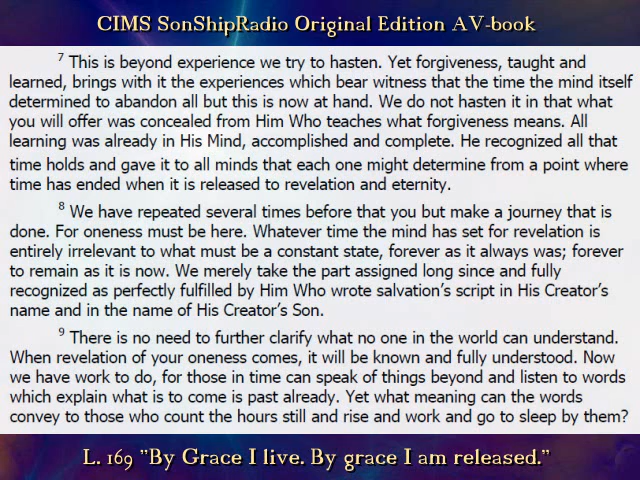 CIMS SonShipRadio Original Edition AV-book
7 This is beyond experience we try to hasten. Yet forgiveness, taught and
learned, brings with it the experiences which bear witness that the time the mind itself
determined to abandon all but this is now at hand. We do not hasten it in that what
you will offer was concealed from Him Who teaches what forgiveness means. All
learning was already in His Mind, accomplished and complete. He recognized all that
time holds and gave it to all minds that each one might determine from a point where
time has ended when it is released to revelation and eternity.
8 We have repeated several times before that you but make a journey that is
done. For oneness must be here. Whatever time the mind has set for revelation is
entirely irrelevant to what must be a constant state, forever as it always was; forever
to remain as it is now. We merely take the part assigned long since and fully
recognized as perfectly fulfilled by Him Who wrote salvation’s script in His Creator’s
name and in the name of His Creator’s Son.
9 There is no need to further clarify what no one in the world can understand.
When revelation of your oneness comes, it will be known and fully understood. Now
we have work to do, for those in time can speak of things beyond and listen to words
which explain what is to come is past already. Yet what meaning can the words
convey to those who count the hours still and rise and work and go to sleep by them?
L. 169 "By Grace I live. By grace I am released."